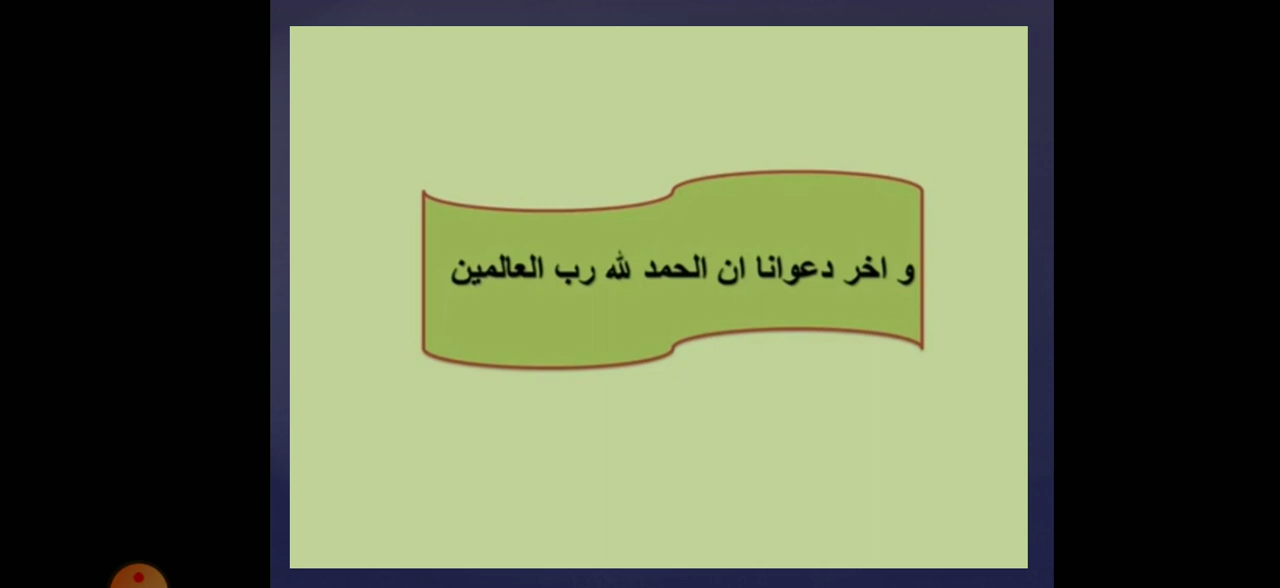 و اخر دعوانا ان الحمد لله رب العالمين